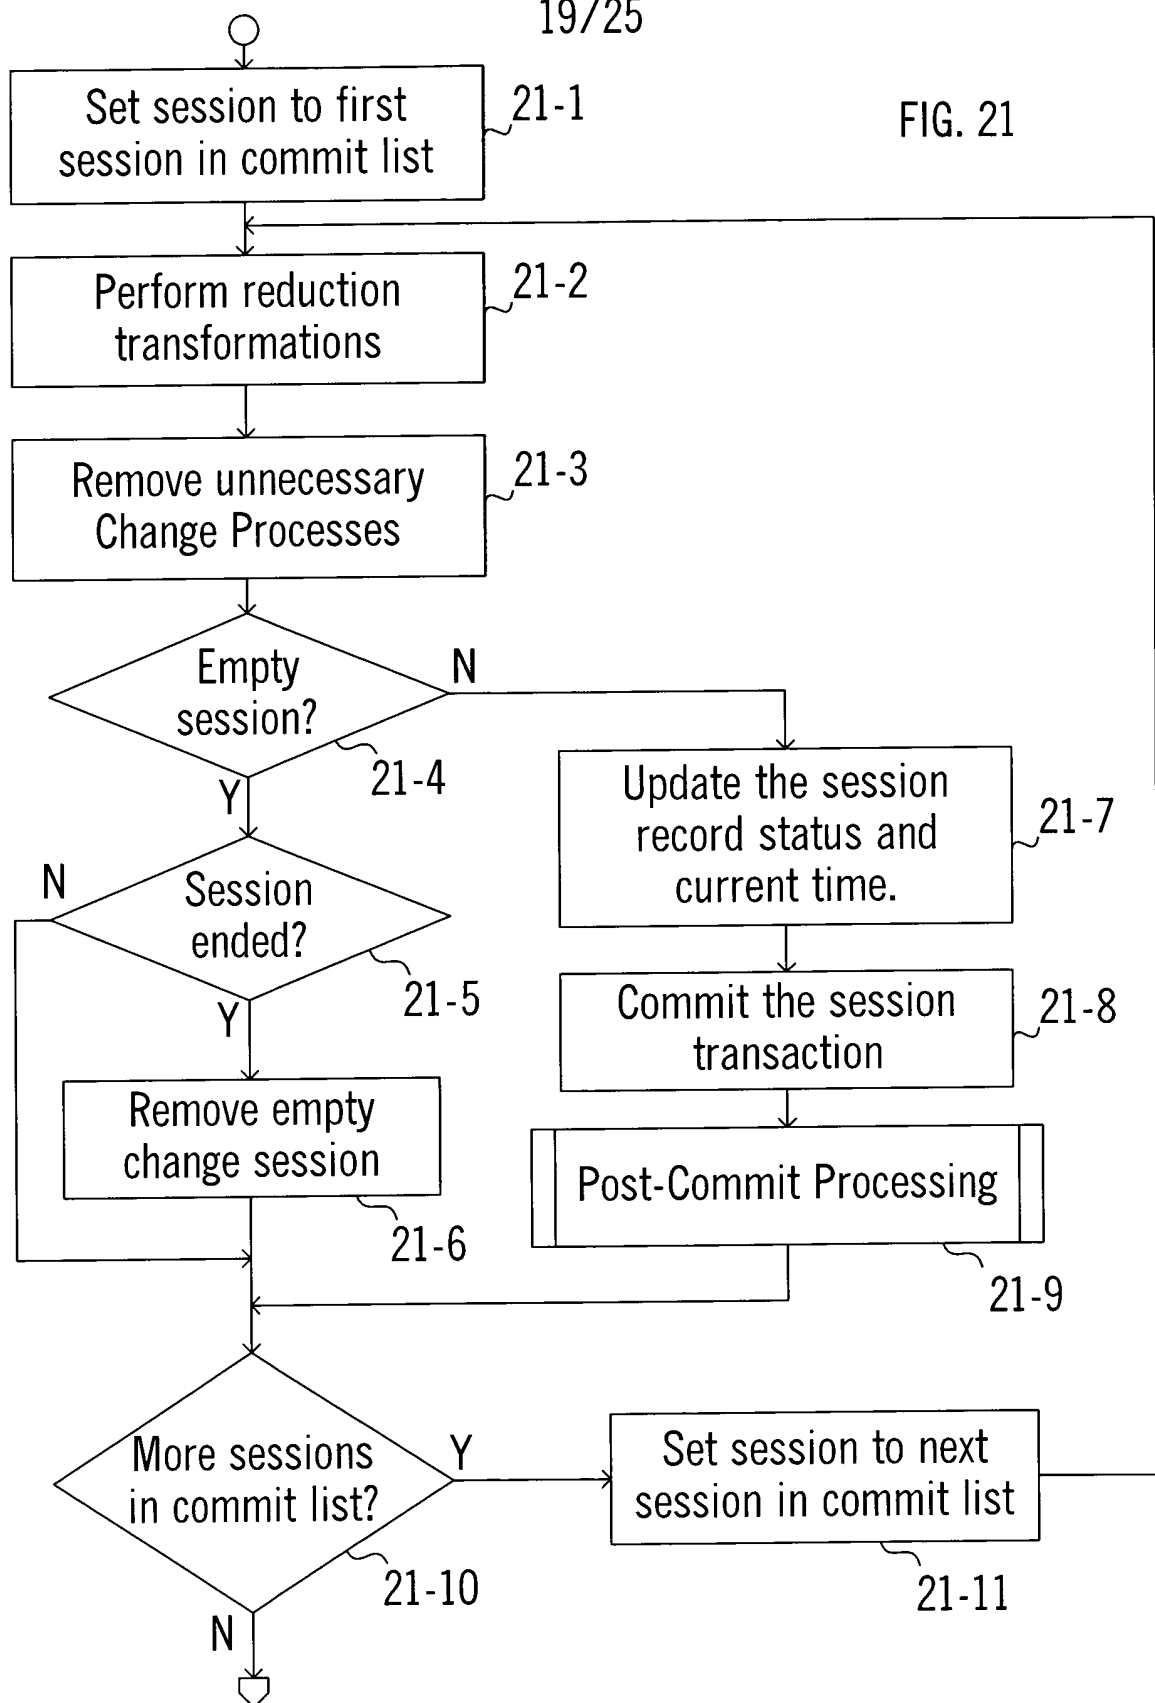 19/25
FIG. 21
Set session to first
session in commit list
21-1
Perform reduction
transformations
21-2
Remove unnecessary
Change Processes
21-3
Empty
session?
21-4
N
Y
Session
ended?
21-5
N
Y
Remove empty
change session
21-6
Update the session
record status and
current time.
21-7
Commit the session
transaction
21-8
Post-Commit Processing
21-9
More sessions
in commit list?
21-10
Y
N
Set session to next
session in commit list
21-11